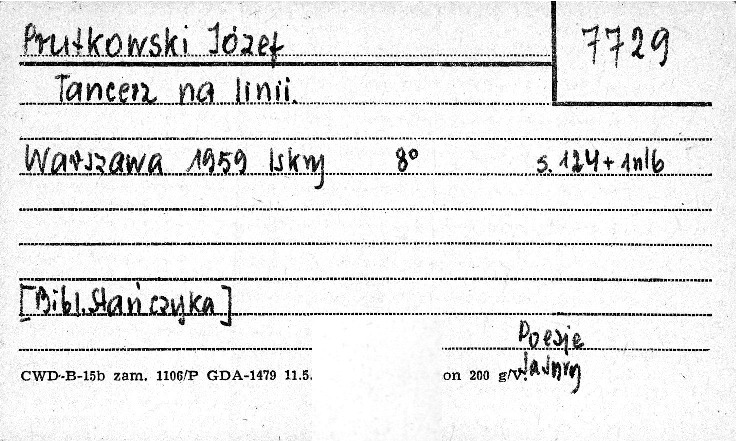 Prutkowski Józef
7729
Tancerz na linii.
Warszawa 1959 Iskry 8° s. 124 + 1nlb
[Bibl. Stańczyka]
Poezje
CWD-B-15b zam. 1106/P GDA-1479 11.5.
on 200 g/V.